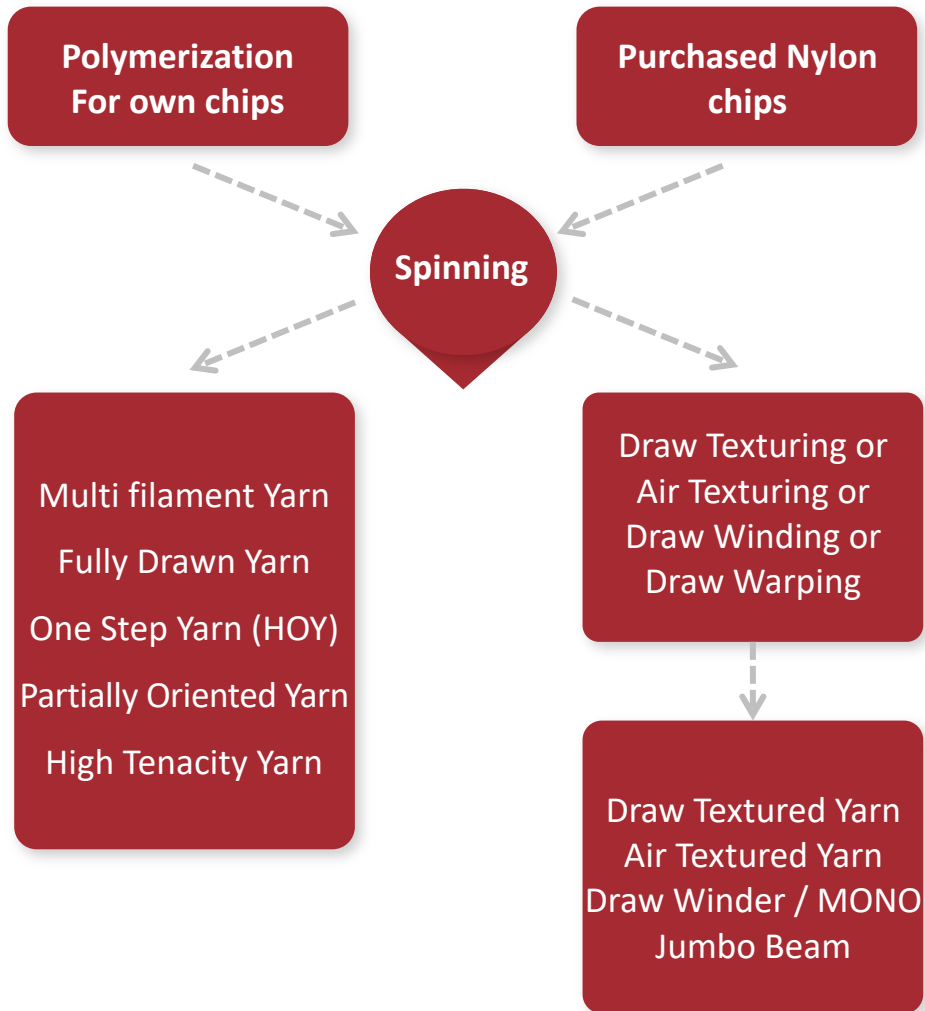 Polymerization
For own chips
Purchased Nylon
chips
Spinning
Multi filament Yarn
Fully Drawn Yarn
One Step Yarn (HOY)
Partially Oriented Yarn
High Tenacity Yarn
Draw Texturing or
Air Texturing or
Draw Winding or
Draw Warping
Draw Textured Yarn
Air Textured Yarn
Draw Winder / MONO
Jumbo Beam